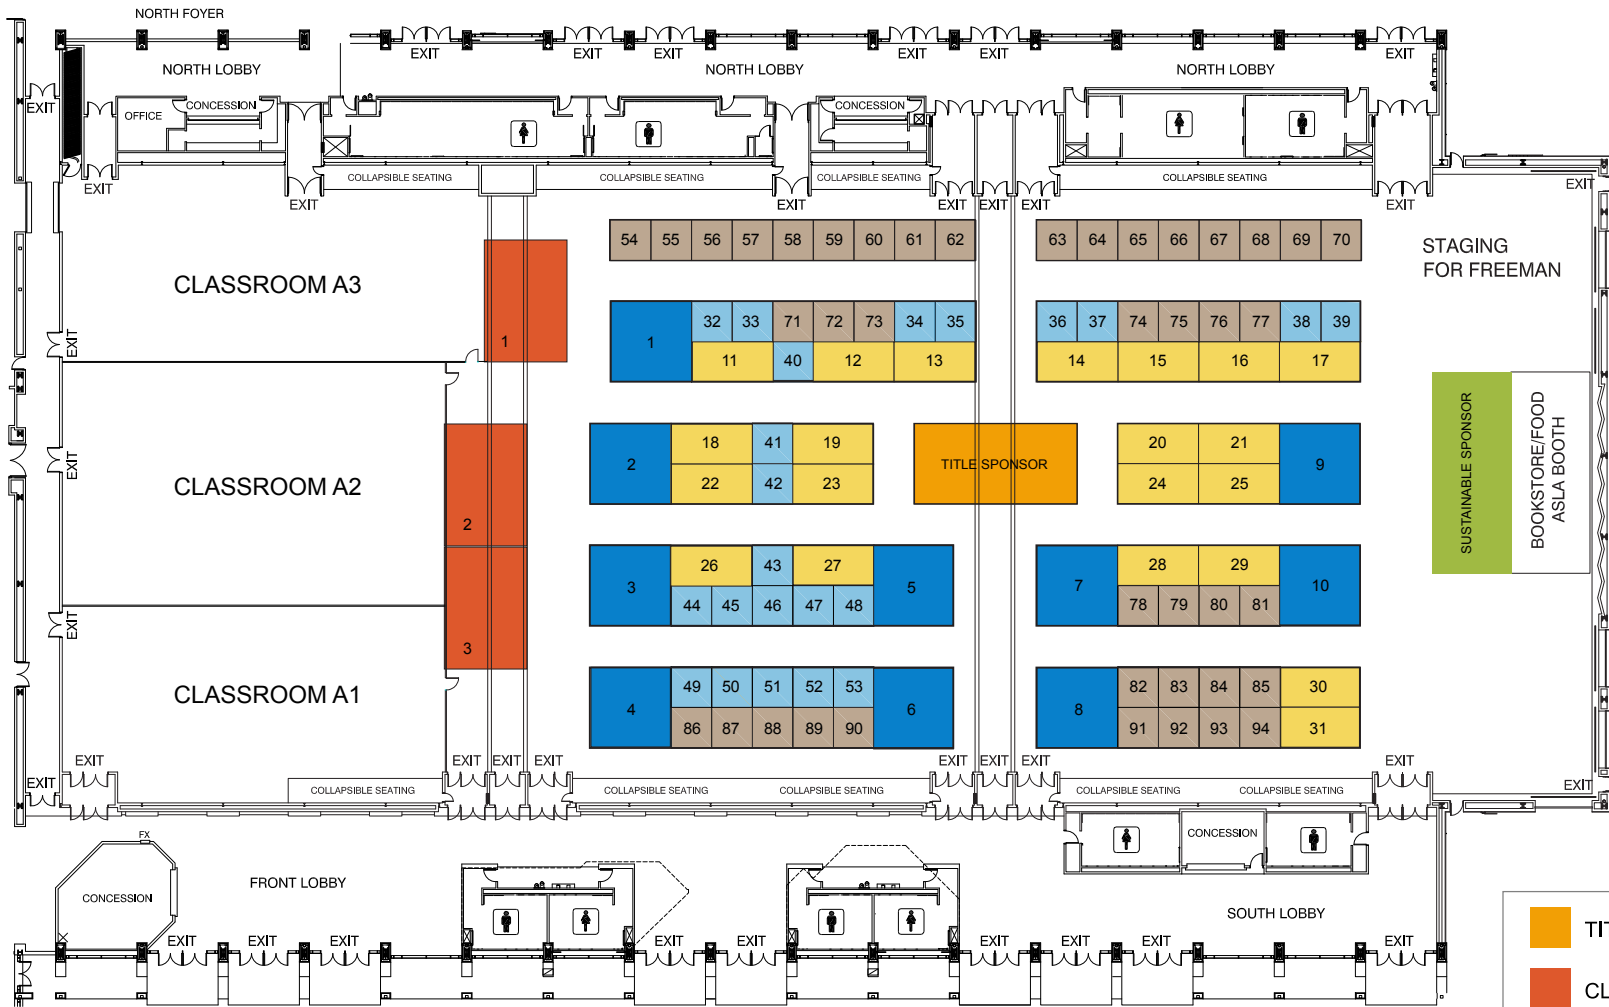 NORTH FOYER
EXIT EXIT EXIT EXIT EXIT EXIT
NORTH LOBBY NORTH LOBBY NORTH LOBBY
EXIT
OFFICE CONCESSION CONCESSION
COLLAPSIBLE SEATING COLLAPSIBLE SEATING COLLAPSIBLE SEATING COLLAPSIBLE SEATING
EXIT EXIT
EXIT EXIT EXIT EXIT EXIT EXIT
54 55 56 57 58 59 60 61 62 63 64 65 66 67 68 69 70
STAGING
FOR FREEMAN
CLASSROOM A3
32 33 71 72 73 34 35 36 37 74 75 76 77 38 39
EXIT 1 1
11 40 12 13 14 15 16 17
18 41 19 20 21
2 TITLE SPONSOR 9
22 42 23 24 25
SUSTAINABLE SPONSOR
BOOKSTORE/FOOD
ASLA BOOTH
EXIT
CLASSROOM A2
2
26 43 27 28 29
3 5 7 10
44 45 46 47 48 78 79 80 81
EXIT
3
CLASSROOM A1
49 50 51 52 53 82 83 84 85 30
4 6 8
86 87 88 89 90 91 92 93 94 31
EXIT EXIT EXIT EXIT EXIT EXIT EXIT EXIT
EXIT EXIT
COLLAPSIBLE SEATING COLLAPSIBLE SEATING COLLAPSIBLE SEATING COLLAPSIBLE SEATING COLLAPSIBLE SEATING
FX
CONCESSION
FRONT LOBBY
CONCESSION
SOUTH LOBBY
EXIT EXIT EXIT EXIT EXIT EXIT EXIT EXIT EXIT
TIT
CL